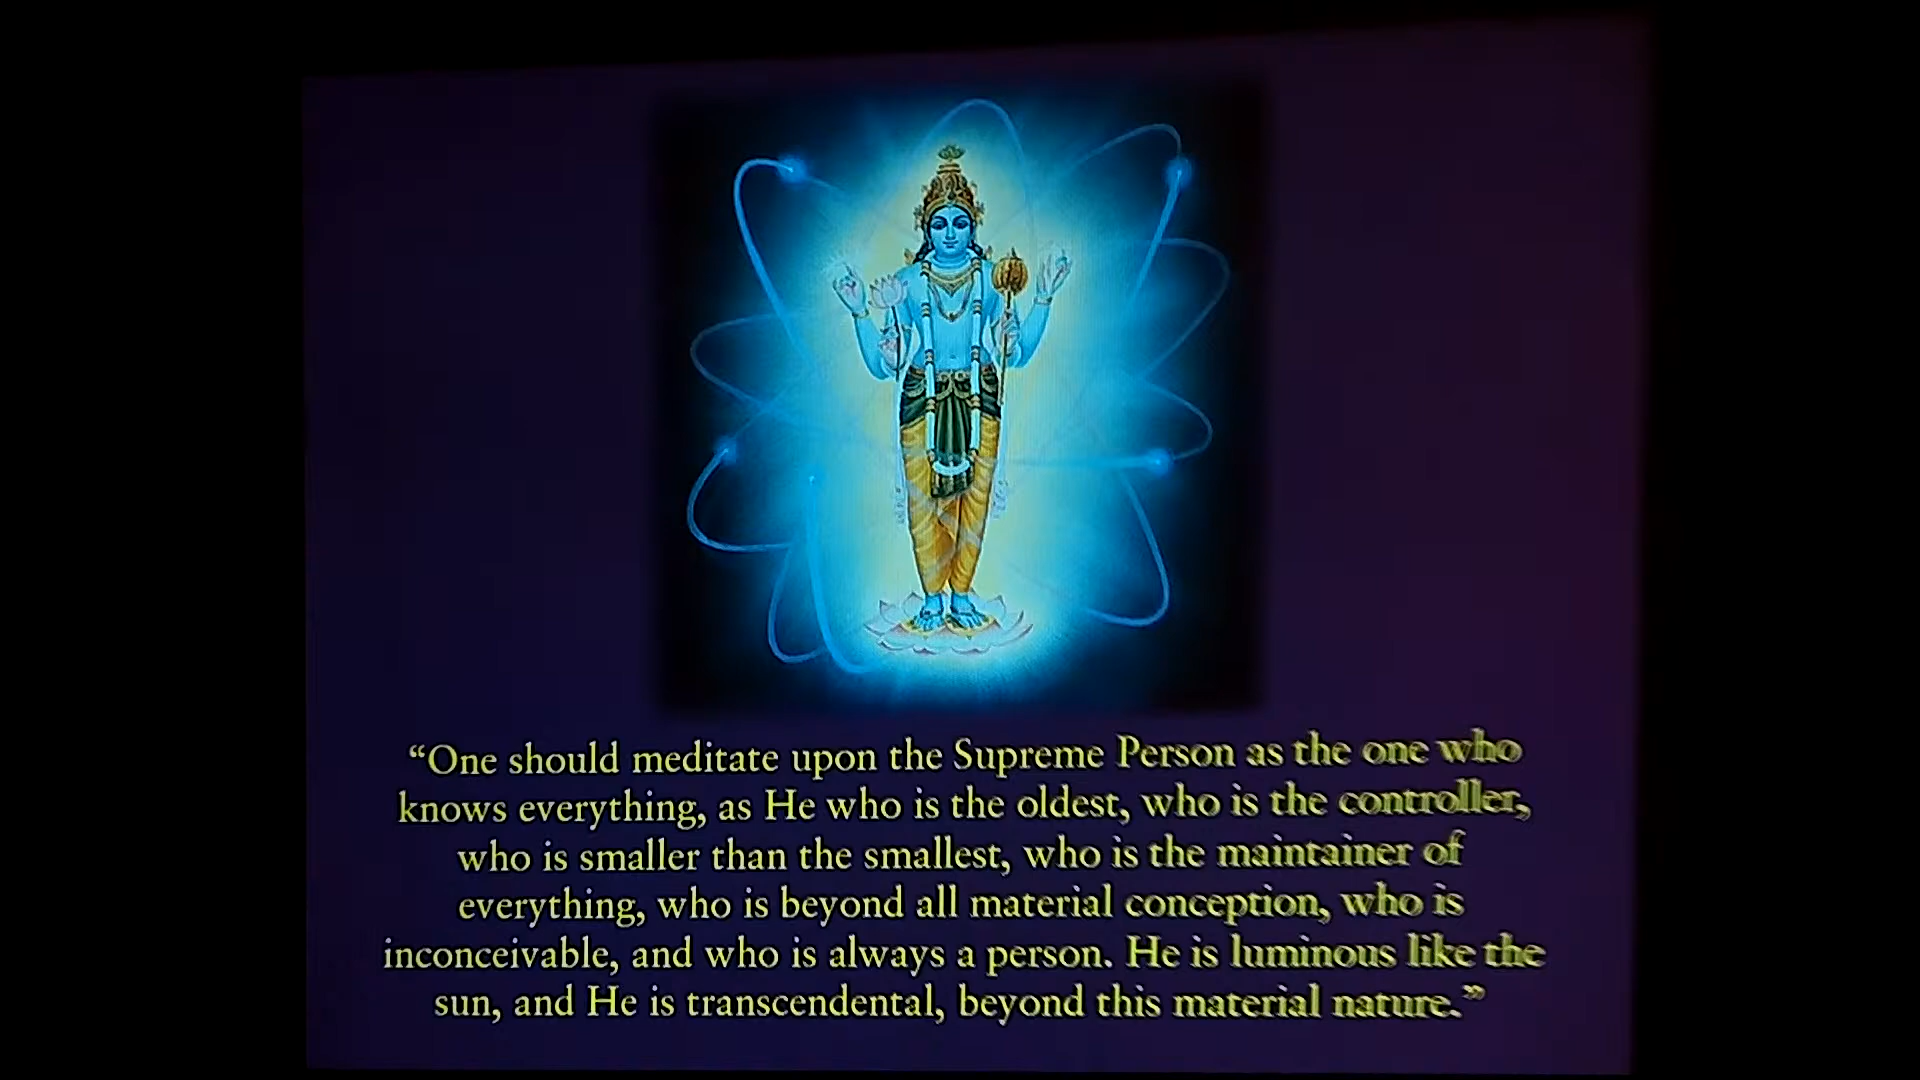 “One should meditate upon the Supreme Person as the one who
knows everything, as He who is the oldest, who is the controller,
who is smaller than the smallest, who is the maintainer of
everything, who is beyond all material conception, who is
inconceivable, and who is always a person. He is luminous like the
sun, and He is transcendental, beyond this material nature.”